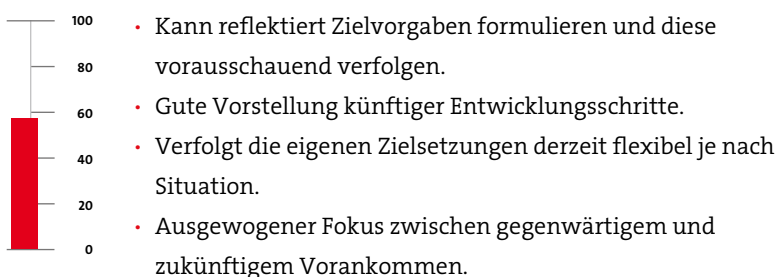 100
80
60
40
20
0
• Kann reflektiert Zielvorgaben formulieren und diese
vorausschauend verfolgen.
• Gute Vorstellung künftiger Entwicklungsschritte.
• Verfolgt die eigenen Zielsetzungen derzeit flexibel je nach
Situation.
• Ausgewogener Fokus zwischen gegenwärtigem und
zukünftigem Vorankommen.